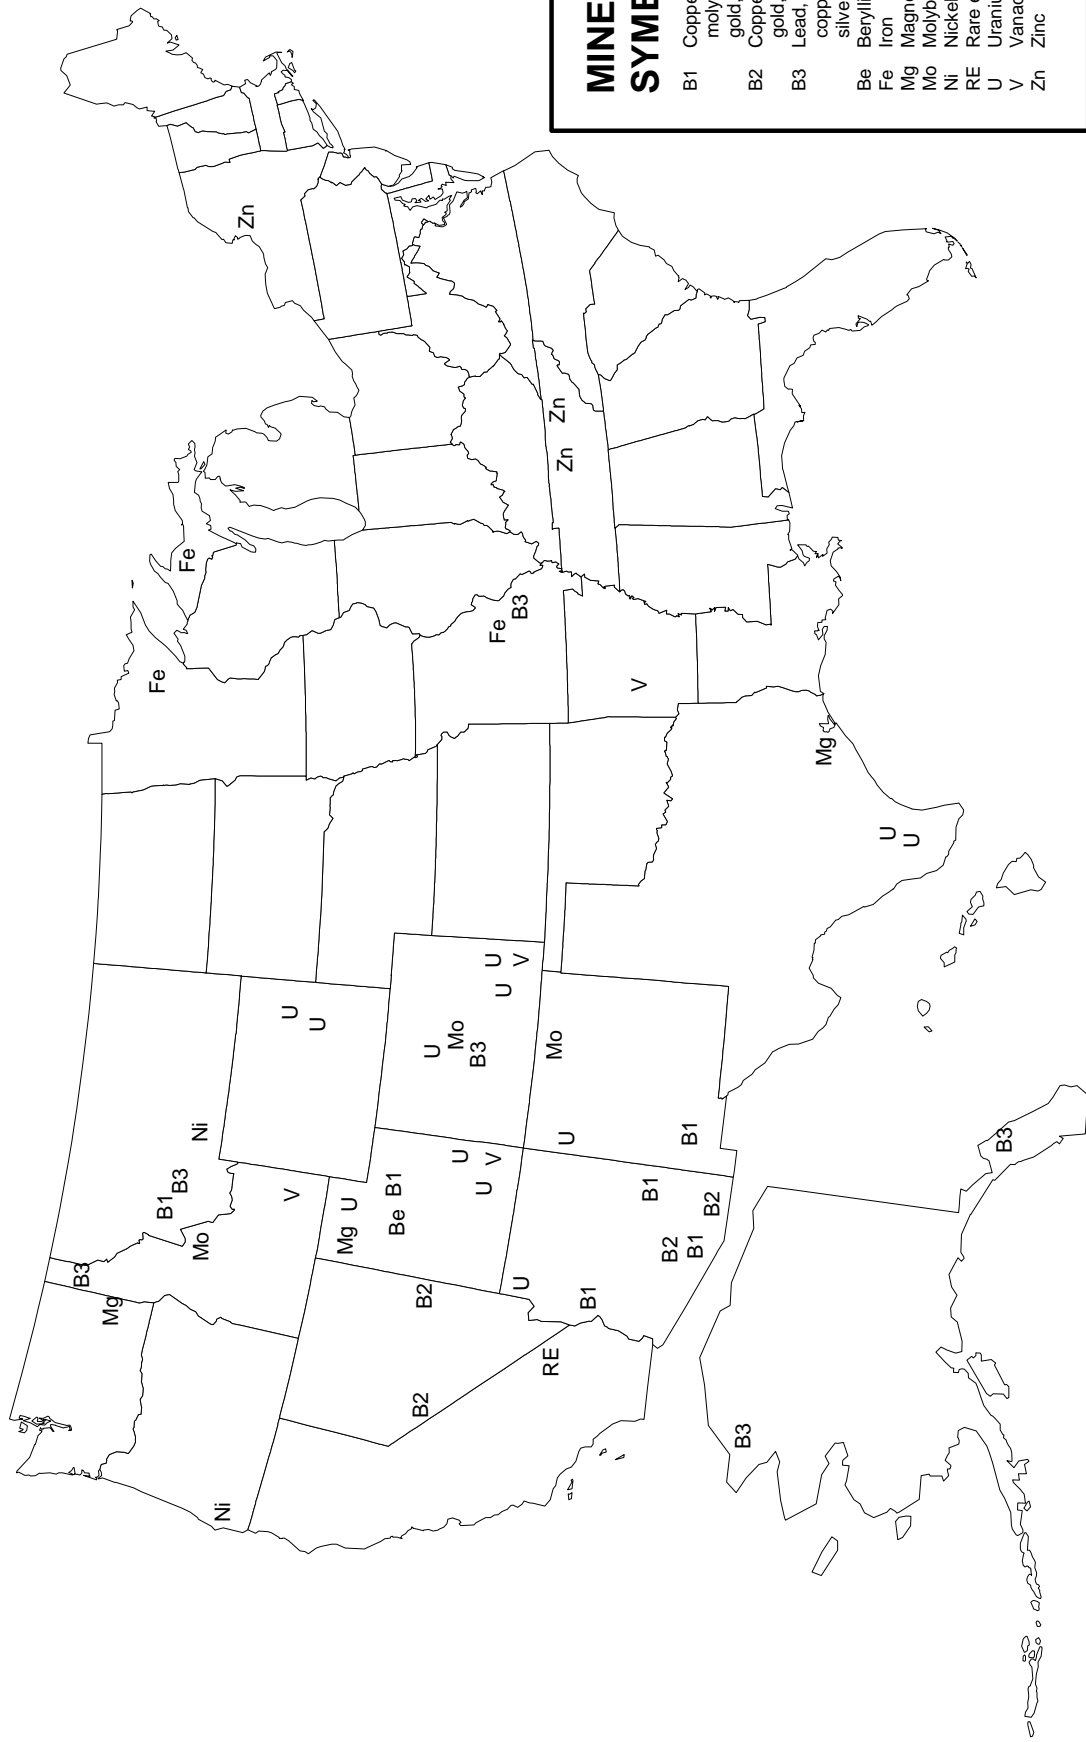 B3
Mg
Fe
B1
B3
Fe
Mo
Ni
Ni
Zn
V
U
U
Mg U
Be B1
B2
B2
U
Mo
B3
U
U
V
U
U
V
Fe
B3
U
RE
Mo
Zn
Zn
U
B1
V
B1
B2
B1
B1
B2
B3
Mg
U
U
B3
MINE
SYMB
B1 Coppe
moly
gold,
B2 Coppe
gold,
B3 Lead,
copp
silve
Be Berylli
Fe Iron
Mg Magn
Mo Molyb
Ni Nickel
RE Rare e
U Uraniu
V Vanac
Zn Zinc